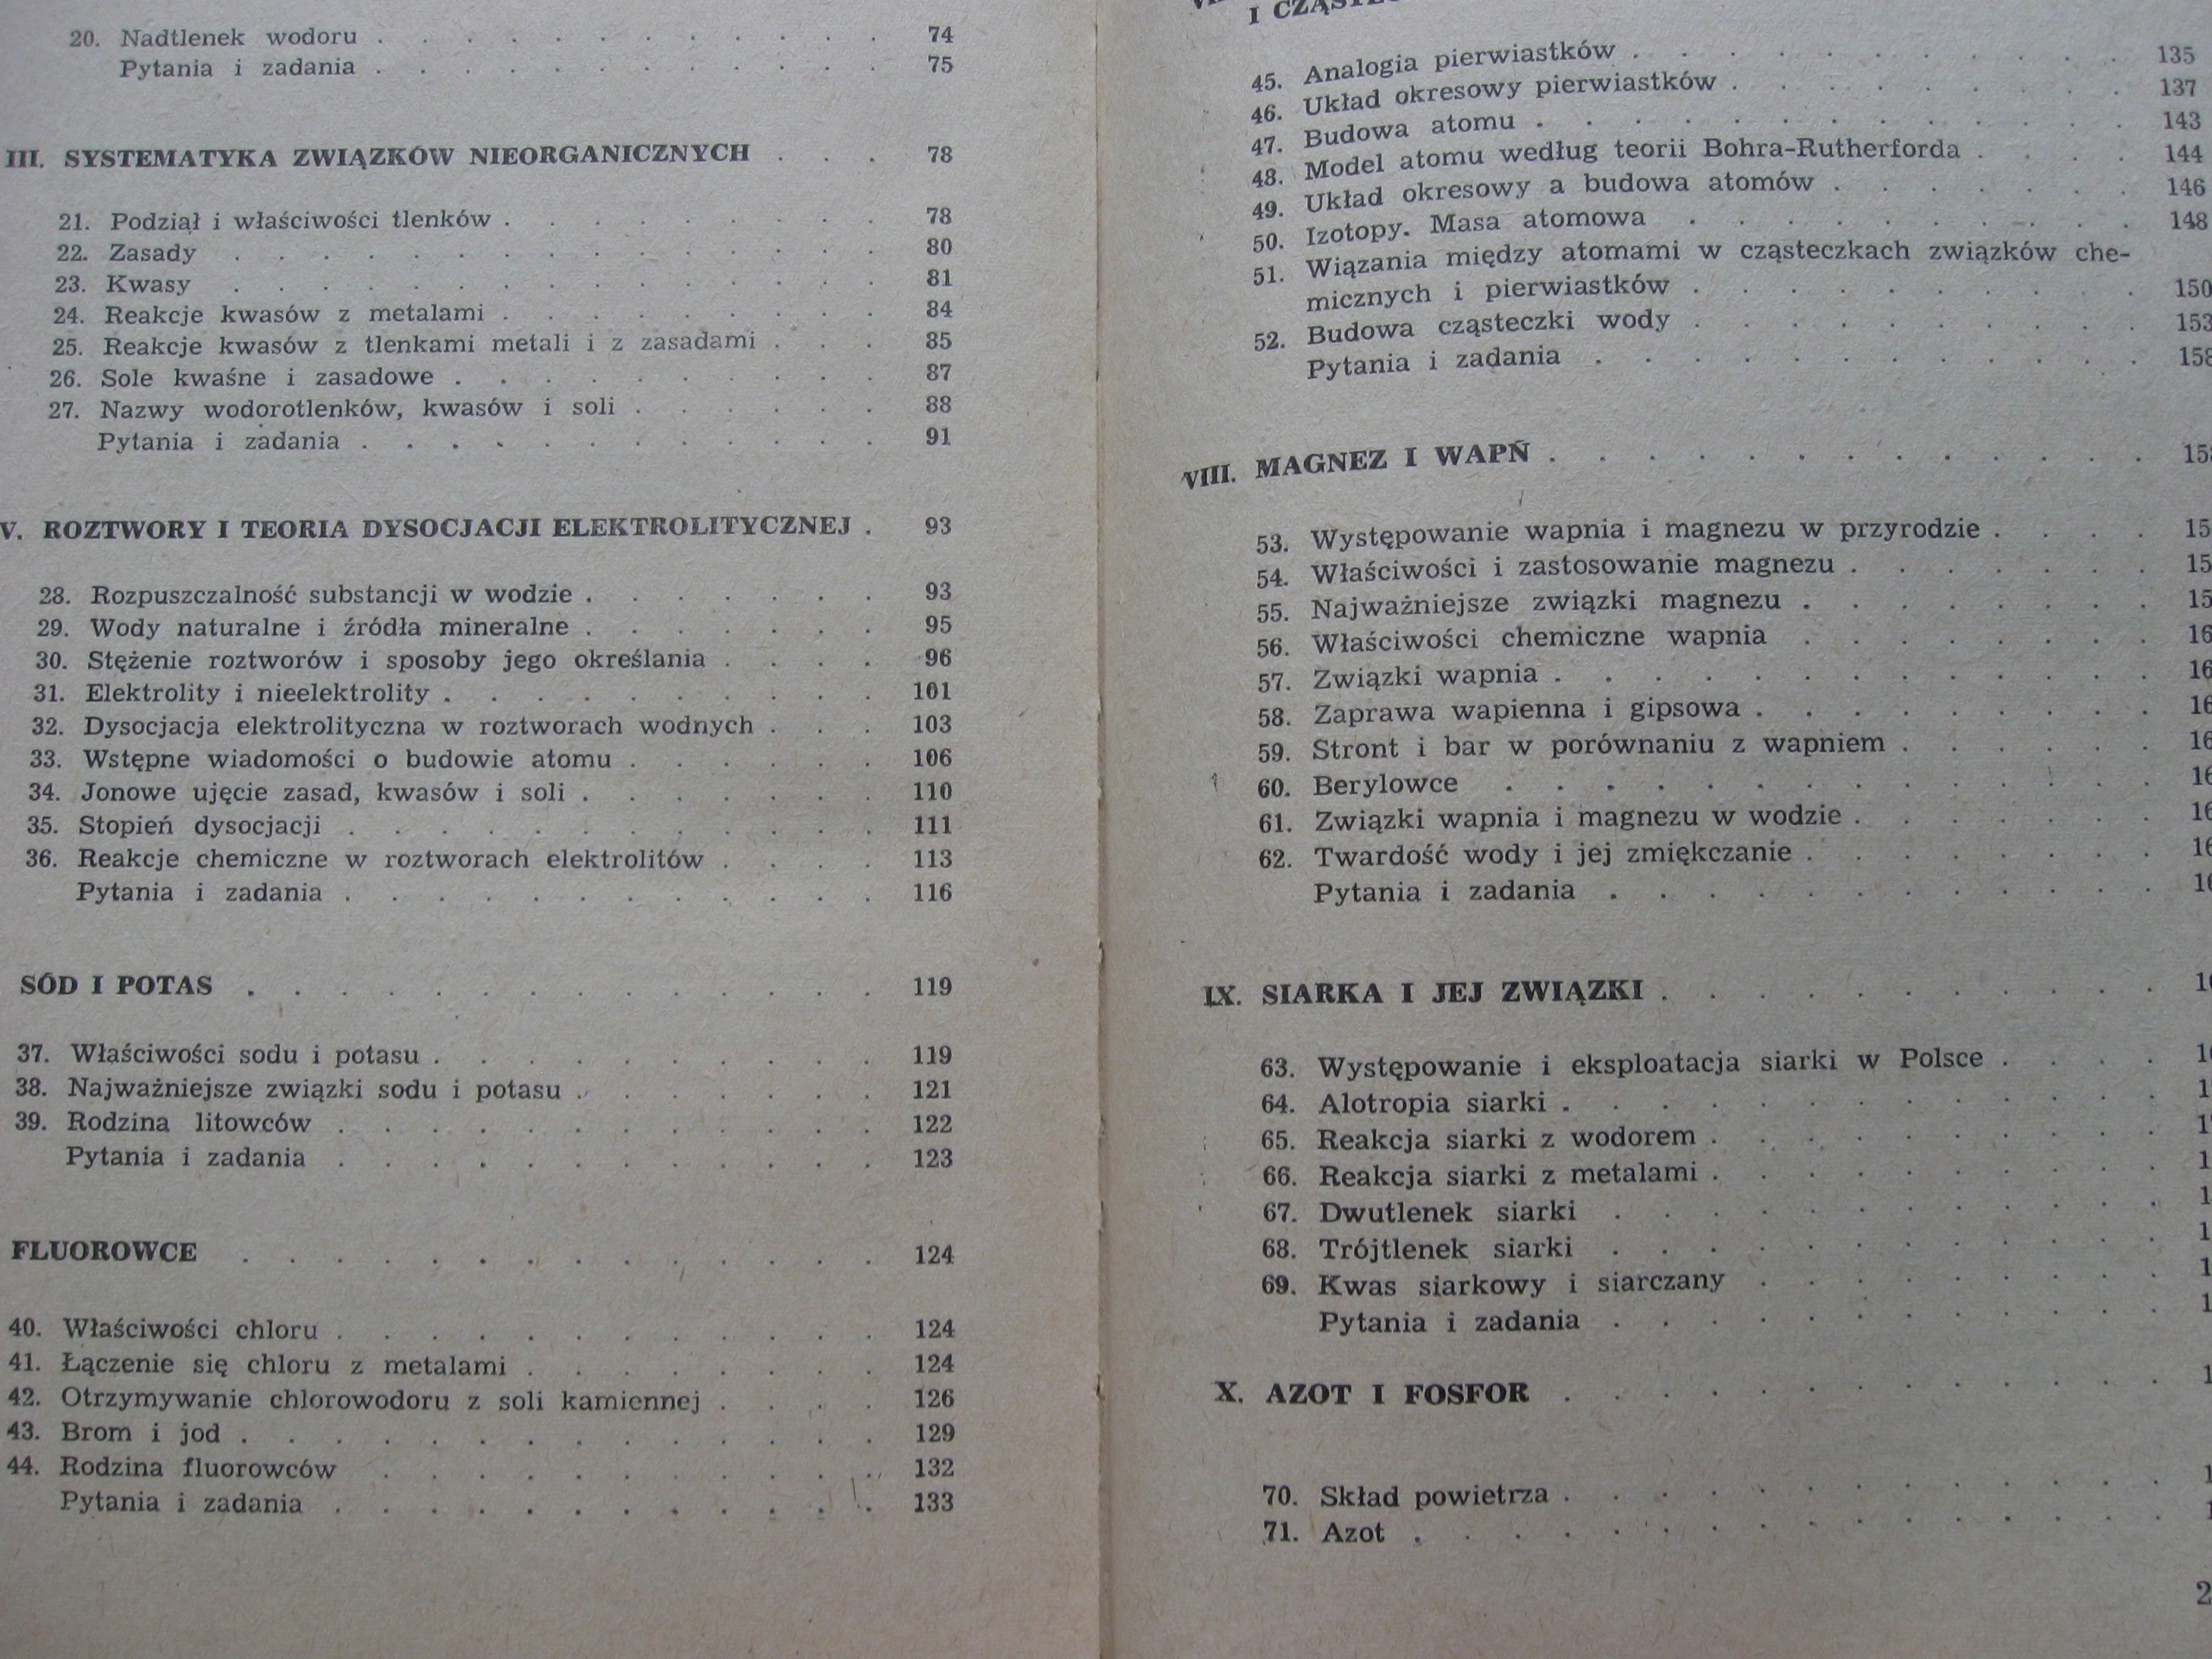 20. Nadtlenek wodoru . . . . . . . . . . . 74
Pytania i zadania . . . . . . . . . . . 75
III. SYSTEMATYKA ZWIĄZKÓW NIEORGANICZNYCH . . . 78
21. Podział i właściwości tlenków . . . . . . . . 78
22. Zasady . . . . . . . . . . . . . . 80
23. Kwasy . . . . . . . . . . . . . . 81
24. Reakcje kwasów z metalami . . . . . . . . 84
25. Reakcje kwasów z tlenkami metali i z zasadami . . . 85
26. Sole kwaśne i zasadowe . . . . . . . . . 87
27. Nazwy wodorotlenków, kwasów i soli . . . . . . 88
Pytania i zadania . . . . . . . . . . . 91
V. ROZTWORY I TEORIA DYSOCJACJI ELEKTROLITYCZNEJ . 93
28. Rozpuszczalność substancji w wodzie . . . . . . 93
29. Wody naturalne i źródła mineralne . . . . . . 95
30. Stężenie roztworów i sposoby jego określania . . . . 96
31. Elektrolity i nieelektrolity . . . . . . . . . 101
32. Dysocjacja elektrolityczna w roztworach wodnych . . . 103
33. Wstępne wiadomości o budowie atomu . . . . . . 106
34. Jonowe ujęcie zasad, kwasów i soli . . . . . . . 110
35. Stopień dysocjacji . . . . . . . . . . . 111
36. Reakcje chemiczne w roztworach elektrolitów . . . . 113
Pytania i zadania . . . . . . . . . . . 116
SÓD I POTAS . . . . . . . . . . . . . 119
37. Właściwości sodu i potasu . . . . . . . . . 119
38. Najważniejsze związki sodu i potasu . . . . . . 121
39. Rodzina litowców . . . . . . . . . . . 122
Pytania i zadania . . . . . . . . . . . 123
FLUOROWCE . . . . . . . . . . . . . 124
40. Właściwości chloru . . . . . . . . . . . 124
41. Łączenie się chloru z metalami . . . . . . . . 124
42. Otrzymywanie chlorowodoru z soli kamiennej . . . . 126
43. Brom i jod . . . . . . . . . . . . . 129
44. Rodzina fluorowców . . . . . . . . . . 132
Pytania i zadania . . . . . . . . . . . 133
45. Analogia pierwiastków . . . . . . . . . . 135
46. Układ okresowy pierwiastków . . . . . . . . 137
47. Budowa atomu . . . . . . . . . . . . 143
48. Model atomu według teorii Bohra-Rutherforda . . . . 144
49. Układ okresowy a budowa atomów . . . . . . . 146
50. Izotopy. Masa atomowa . . . . . . . . . . 148
51. Wiązania między atomami w cząsteczkach związków che-
micznych i pierwiastków . . . . . . . . . . 150
52. Budowa cząsteczki wody . . . . . . . . . . 153
Pytania i zadania . . . . . . . . . . . .
VIII. MAGNEZ I WAPŃ . . . . . . . . . . . . .
53. Występowanie wapnia i magnezu w przyrodzie . . . .
54. Właściwości i zastosowanie magnezu . . . . . . .
55. Najważniejsze związki magnezu . . . . . . . .
56. Właściwości chemiczne wapnia . . . . . . . .
57. Związki wapnia . . . . . . . . . . . . .
58. Zaprawa wapienna i gipsowa . . . . . . . . .
59. Stront i bar w porównaniu z wapniem . . . . . .
60. Berylowce . . . . . . . . . . . . . .
61. Związki wapnia i magnezu w wodzie . . . . . . .
62. Twardość wody i jej zmiękczanie . . . . . . . .
Pytania i zadania . . . . . . . . . . . .
IX. SIARKA I JEJ ZWIĄZKI . . . . . . . . . . .
63. Występowanie i eksploatacja siarki w Polsce . . . .
64. Alotropia siarki . . . . . . . . . . . . .
65. Reakcja siarki z wodorem . . . . . . . . . .
66. Reakcja siarki z metalami . . . . . . . . . .
67. Dwutlenek siarki . . . . . . . . . . . .
68. Trójtlenek siarki . . . . . . . . . . . .
69. Kwas siarkowy i siarczany . . . . . . . . .
Pytania i zadania . . . . . . . . . . . .
X. AZOT I FOSFOR . . . . . . . . . . . . .
70. Skład powietrza . . . . . . . . . . . . .
71. Azot . . . . . . . . . . . . . . . .